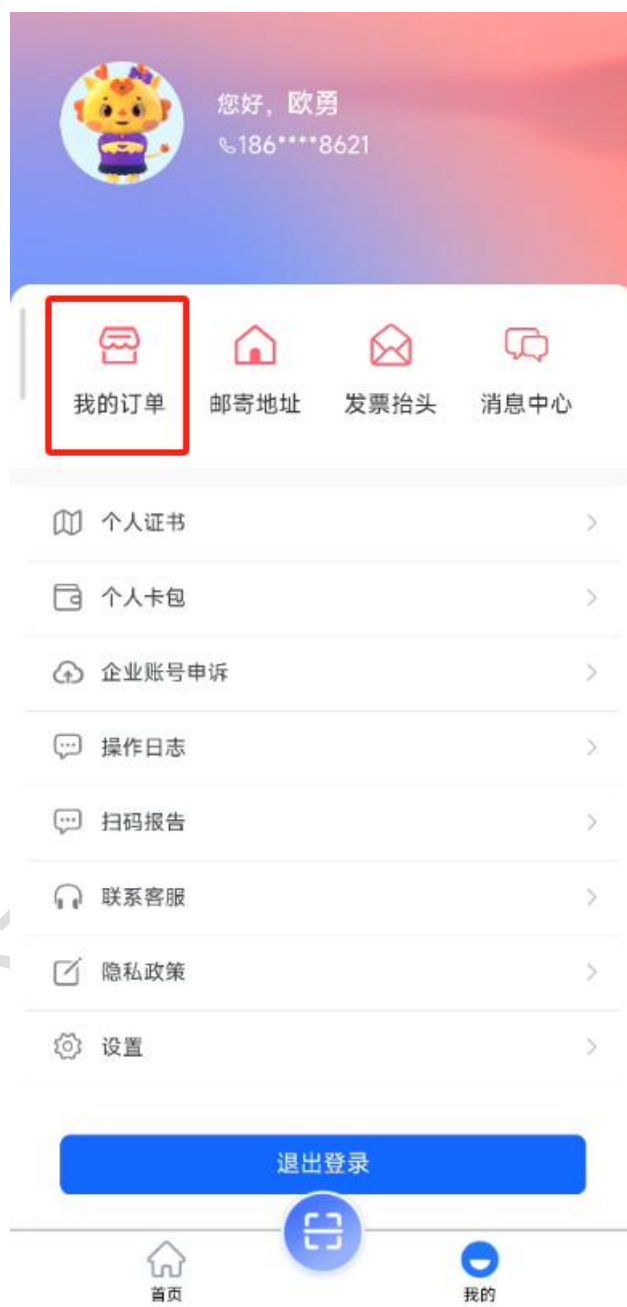 您好，欧勇
186****8621
我的订单
邮寄地址
发票抬头
消息中心
个人证书
个人卡包
企业账号申诉
操作日志
扫码报告
联系客服
隐私政策
设置
退出登录
首页
我的